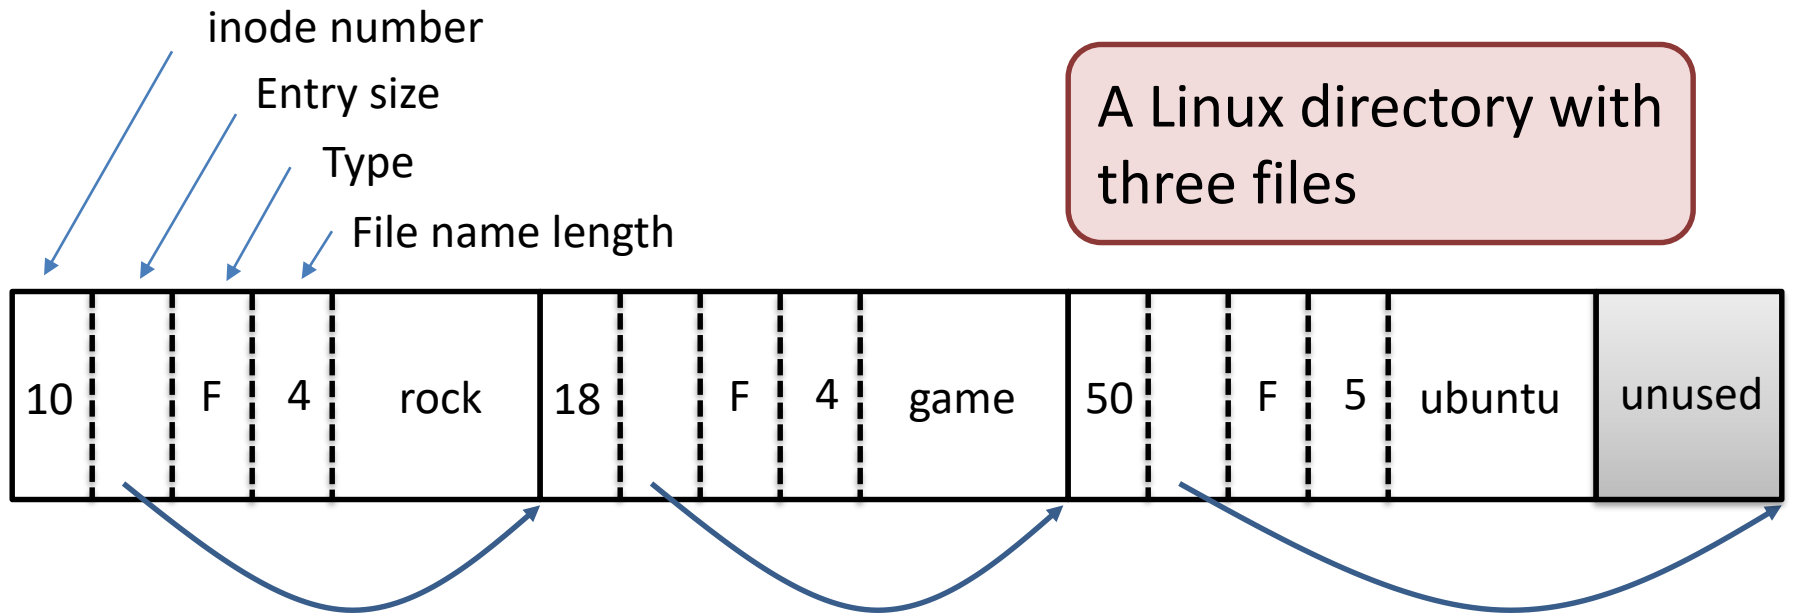 inode number
Entry size
Type
File name length
A Linux directory with
three files
10 F 4 rock 18 F 4 game 50 F 5 ubuntu unused